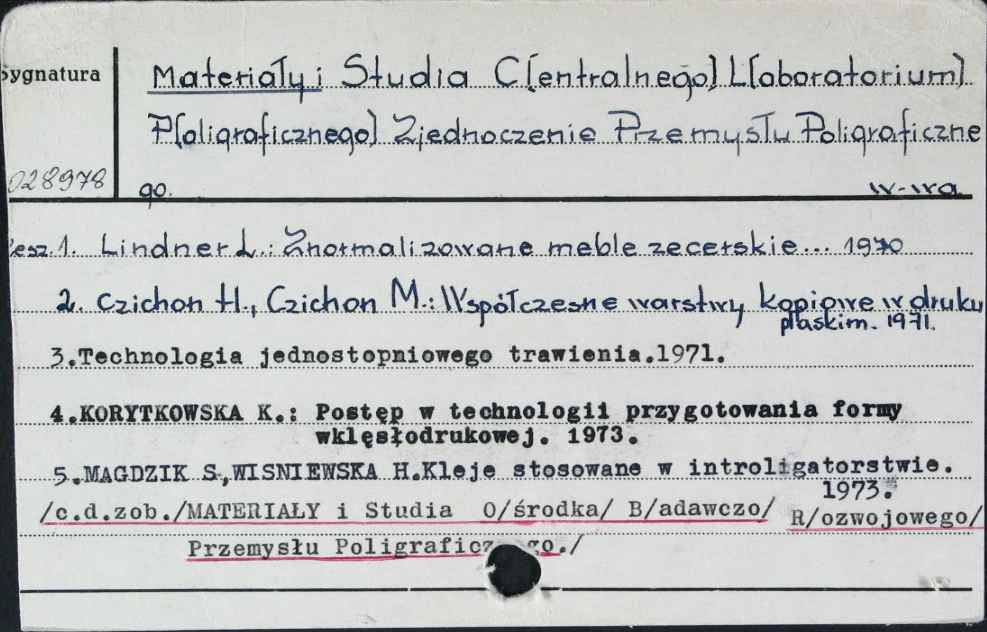 Sygnatura
Materiały i Studia C[entralnego] L[aboratorium]
P[oligraficznego] Zjednoczenie Przemysłu Poligraficzne
028978
go. W-wa
zesz. 1. Lindner L.: Znormalizowane meble zecerskie... 1970
2. Czichon H., Czichon M.: Współczesne warstwy kopiowe w druku
płaskim. 1971.
3.Technologia jednostopniowego trawienia.1971.
4.KORYTKOWSKA K.: Postęp w technologii przygotowania formy
wklęsłodrukowej. 1973.
5.MAGDZIK S,WISNIEWSKA H.Kleje stosowane w introligatorstwie.
1973.
/c.d.zob./MATERIAŁY i Studia O/środka/ B/adawczo/ R/ozwojowego/
Przemysłu Poligraficznego./